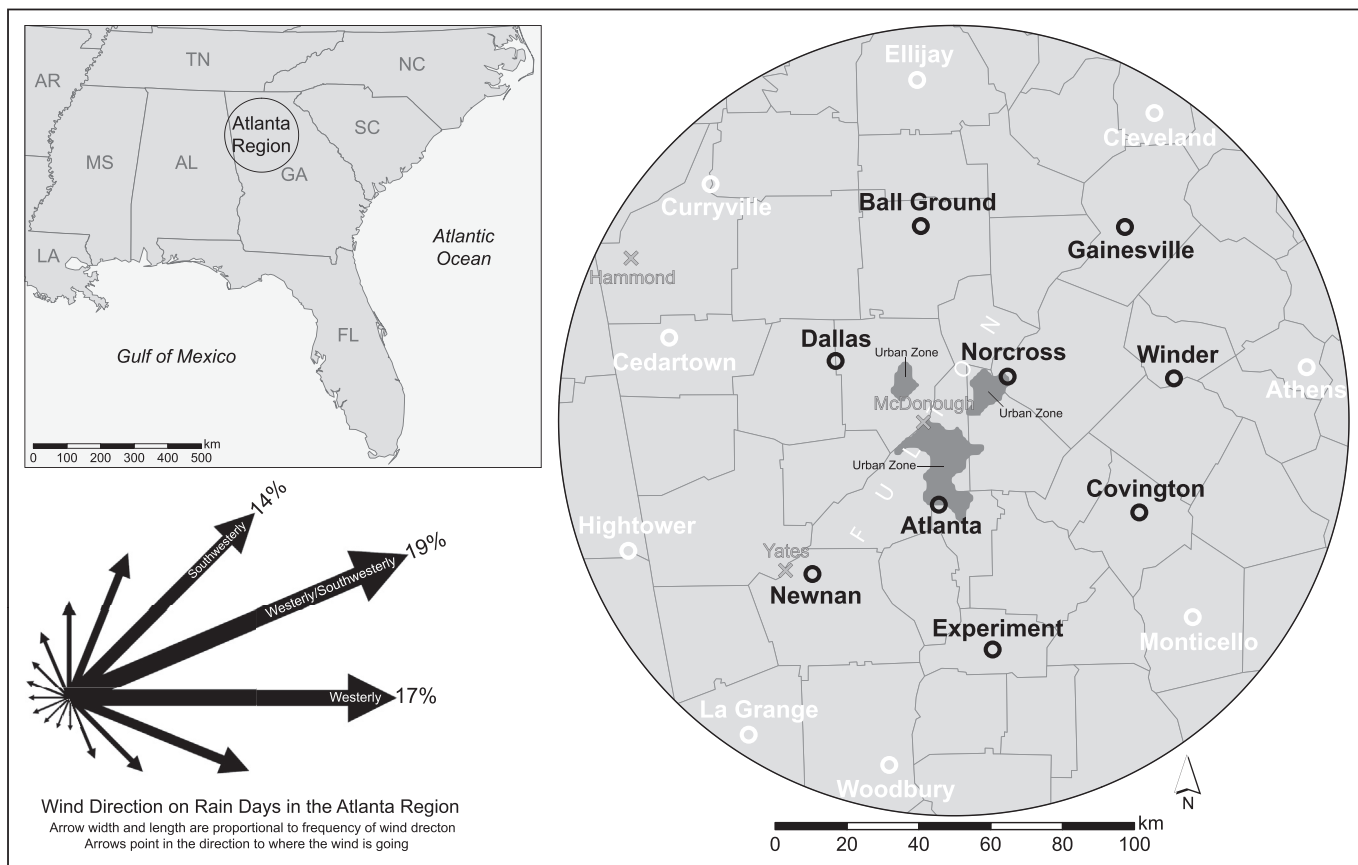 TN
NC
AR
Atlanta
Region
SC
MS
AL
GA
LA
Atlantic
Ocean
FL
Gulf of Mexico
km
0 100 200 300 400 500
14%
Southwesterly
19%
Westerly/Southwesterly
Westerly
17%
Wind Direction on Rain Days in the Atlanta Region
Arrow width and length are proportional to frequency of wind directon
Arrows point in the direction to where the wind is going
Ellijay
Cleveland
Curryville
Ball Ground
Gainesville
Hammond
Dallas
Urban Zone
Norcross
Winder
Cedartown
Athens
McDonough
Urban Zone
FULTON
Urban Zone
Covington
Hightower
Atlanta
Yates
Newnan
Experiment
Monticello
La Grange
Woodbury
N
km
0 20 40 60 80 100